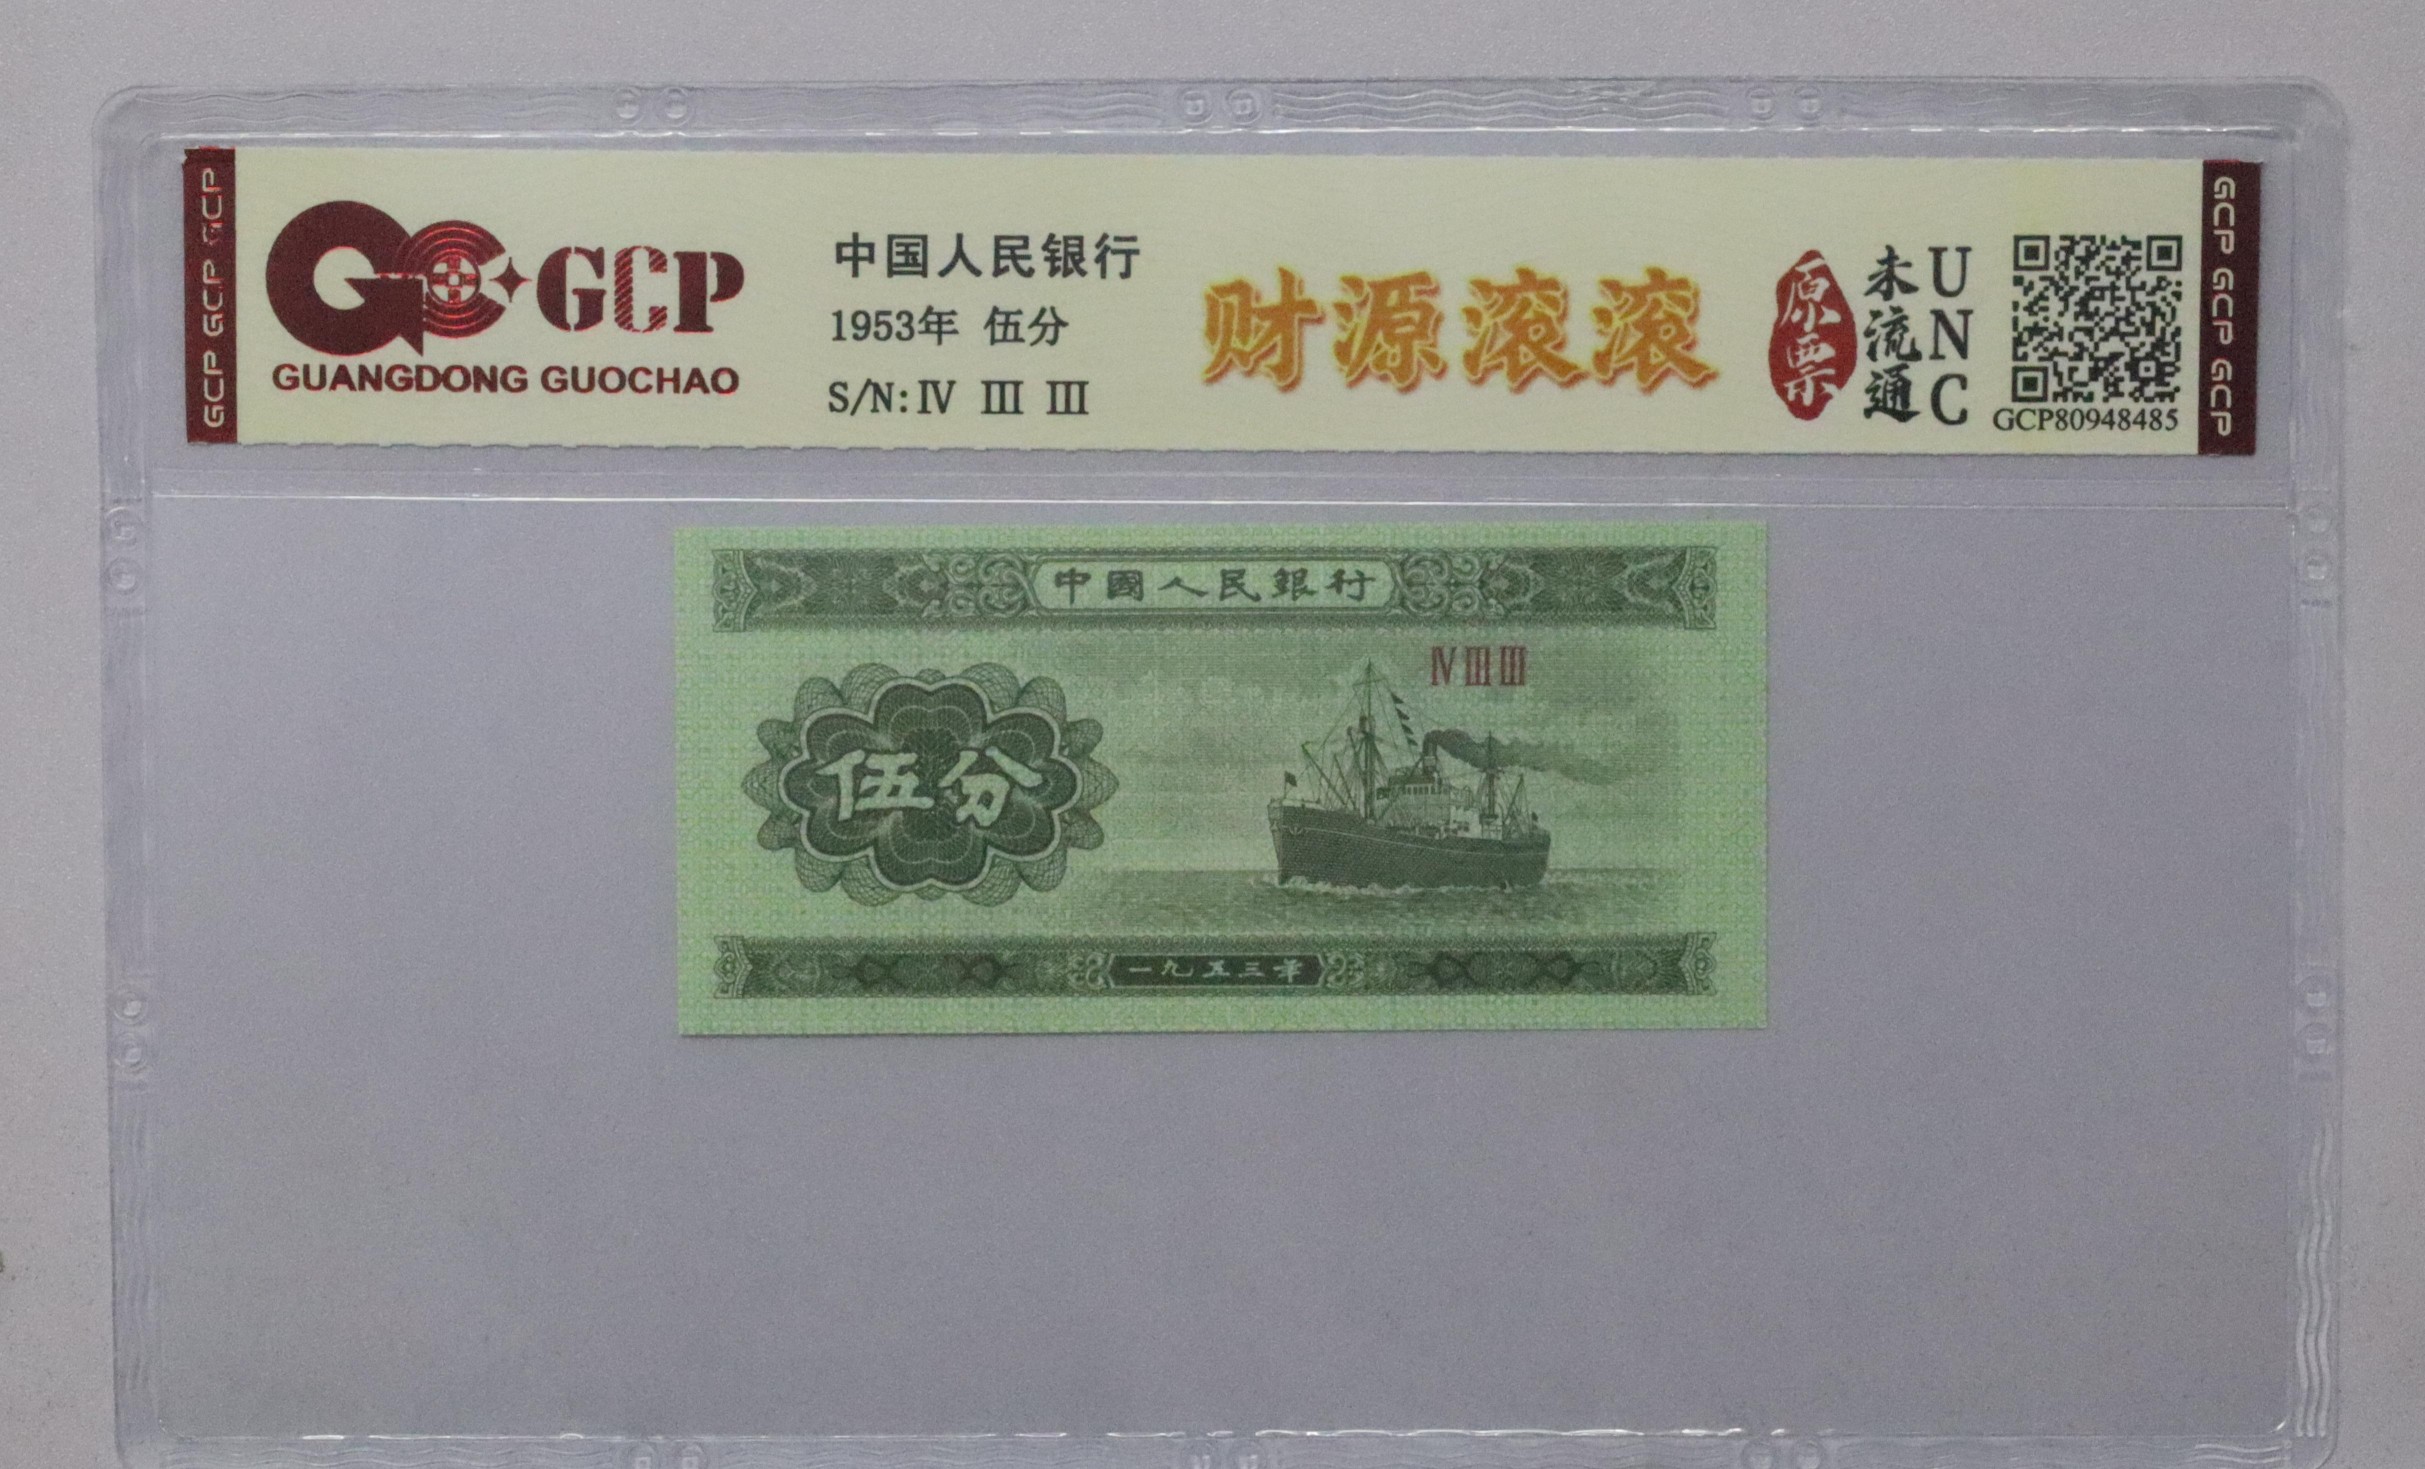 GCP GCP GCP
GCP
GUANGDONG GUOCHAO
中国人民银行
1953年 伍分
S/N: Ⅳ Ⅲ Ⅲ
财源滚滚
原票
未流通
UNC
GCP80948485
GCP GCP GCP
中國人民銀行
Ⅳ Ⅲ Ⅲ
伍分
一九五三年